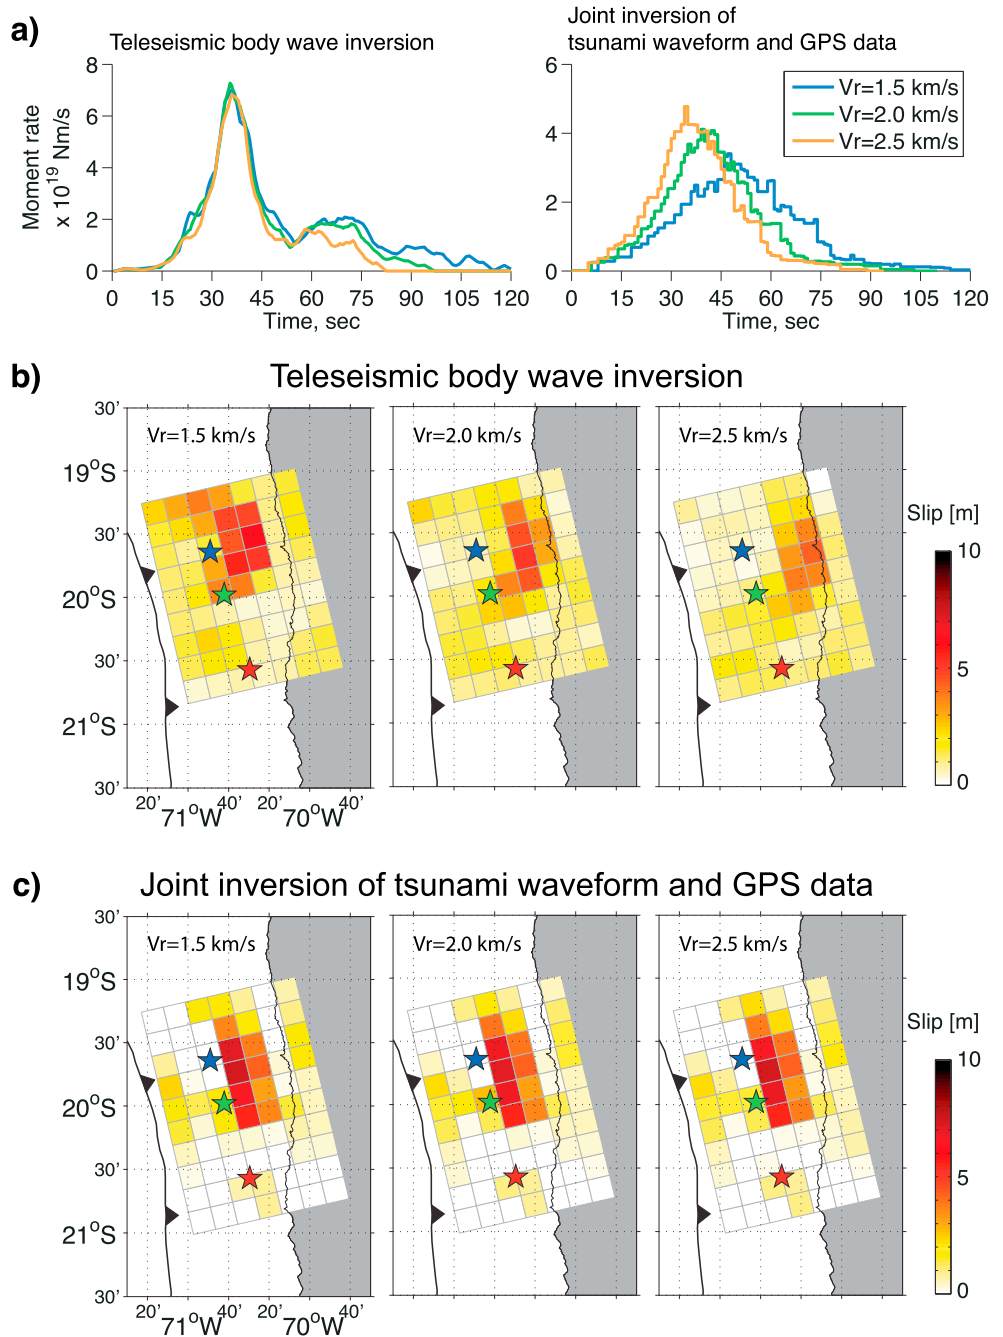 a)
Teleseismic body wave inversion
Joint inversion of
tsunami waveform and GPS data
Moment rate
x 10^19 Nm/s
8
6
4
2
0
0 15 30 45 60 75 90 105 120
Time, sec
6
4
2
0
0 15 30 45 60 75 90 105 120
Time, sec
Vr=1.5 km/s
Vr=2.0 km/s
Vr=2.5 km/s
b)
Teleseismic body wave inversion
30'
19°S
30'
20°S
30'
21°S
30'
Vr=1.5 km/s
Vr=2.0 km/s
Vr=2.5 km/s
20' 71°W 40' 20' 70°W 40'
Slip [m]
10
5
0
c)
Joint inversion of tsunami waveform and GPS data
30'
19°S
30'
20°S
30'
21°S
30'
Vr=1.5 km/s
Vr=2.0 km/s
Vr=2.5 km/s
20' 71°W 40' 20' 70°W 40'
Slip [m]
10
5
0